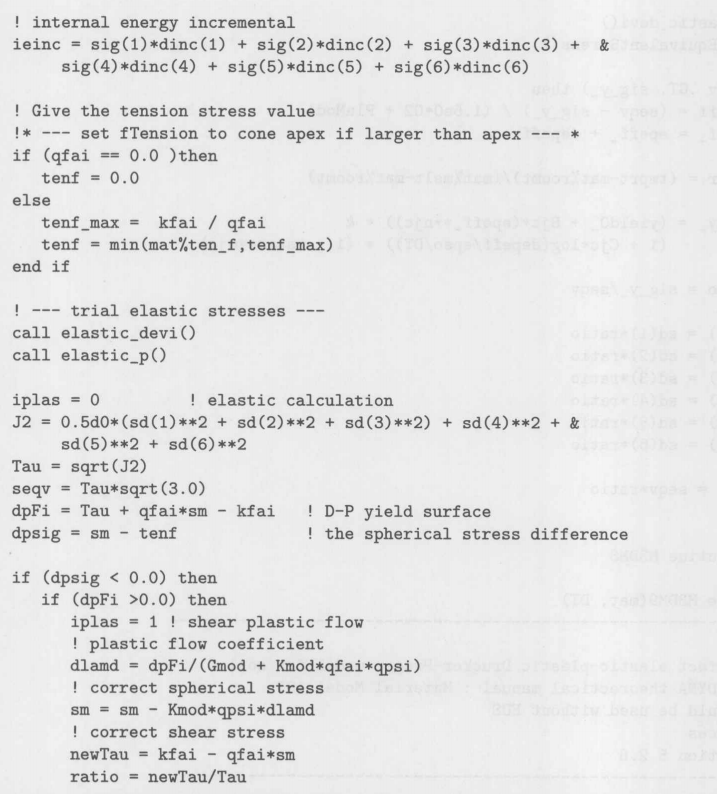 ! internal energy incremental
ieinc = sig(1)*dinc(1) + sig(2)*dinc(2) + sig(3)*dinc(3) +  &
     sig(4)*dinc(4) + sig(5)*dinc(5) + sig(6)*dinc(6)

! Give the tension stress value
!* --- set fTension to cone apex if larger than apex --- *
if (qfai == 0.0 )then
   tenf = 0.0
else
   tenf_max =  kfai / qfai
   tenf = min(mat%ten_f,tenf_max)
end if

! --- trial elastic stresses ---
call elastic_devi()
call elastic_p()

iplas = 0          ! elastic calculation
J2 = 0.5d0*(sd(1)**2 + sd(2)**2 + sd(3)**2) + sd(4)**2 + &
     sd(5)**2 + sd(6)**2
Tau = sqrt(J2)
seqv = Tau*sqrt(3.0)
dpFi = Tau + qfai*sm - kfai   ! D-P yield surface
dpsig = sm - tenf             ! the spherical stress difference

if (dpsig < 0.0) then
   if (dpFi >0.0) then
      iplas = 1 ! shear plastic flow
      ! plastic flow coefficient
      dlamd = dpFi/(Gmod + Kmod*qfai*qpsi)
      ! correct spherical stress
      sm = sm - Kmod*qpsi*dlamd
      ! correct shear stress
      newTau = kfai - qfai*sm
      ratio = newTau/Tau